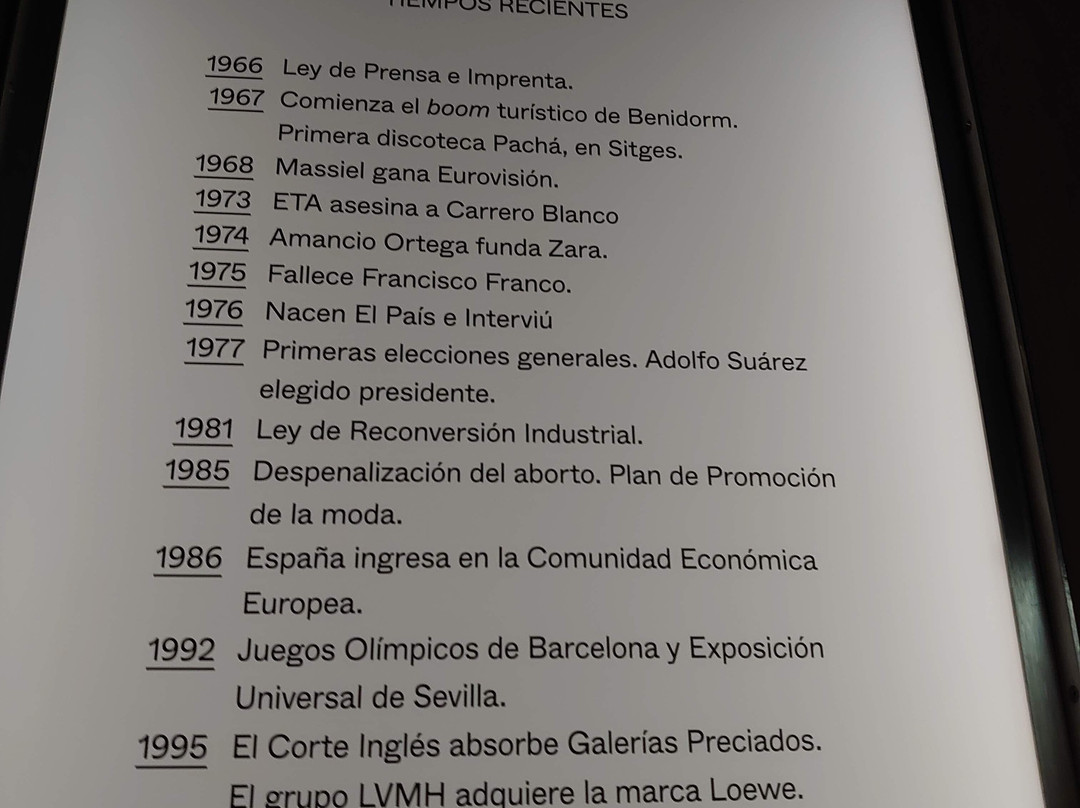 TIEMPOS RECIENTES
1966 Ley de Prensa e Imprenta.
1967 Comienza el boom turístico de Benidorm.
Primera discoteca Pachá, en Sitges.
1968 Massiel gana Eurovisión.
1973 ETA asesina a Carrero Blanco
1974 Amancio Ortega funda Zara.
1975 Fallece Francisco Franco.
1976 Nacen El País e Interviú
1977 Primeras elecciones generales. Adolfo Suárez
elegido presidente.
1981 Ley de Reconversión Industrial.
1985 Despenalización del aborto. Plan de Promoción
de la moda.
1986 España ingresa en la Comunidad Económica
Europea.
1992 Juegos Olímpicos de Barcelona y Exposición
Universal de Sevilla.
1995 El Corte Inglés absorbe Galerías Preciados.
El grupo LVMH adquiere la marca Loewe.